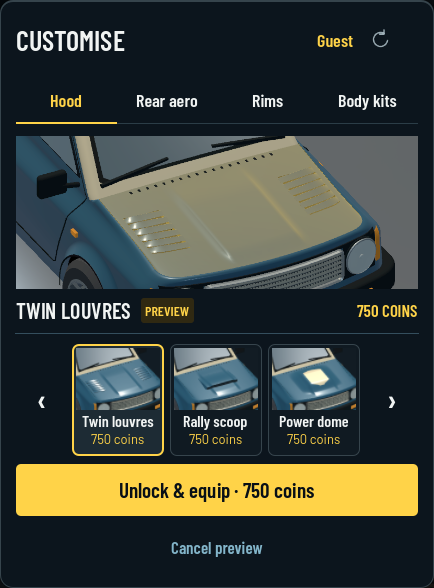 CUSTOMISE
Guest
Hood Rear aero Rims Body kits
TWIN LOUVRES PREVIEW 750 COINS
‹ ›
Twin louvres Rally scoop Power dome
750 coins 750 coins 750 coins
Unlock & equip · 750 coins
Cancel preview